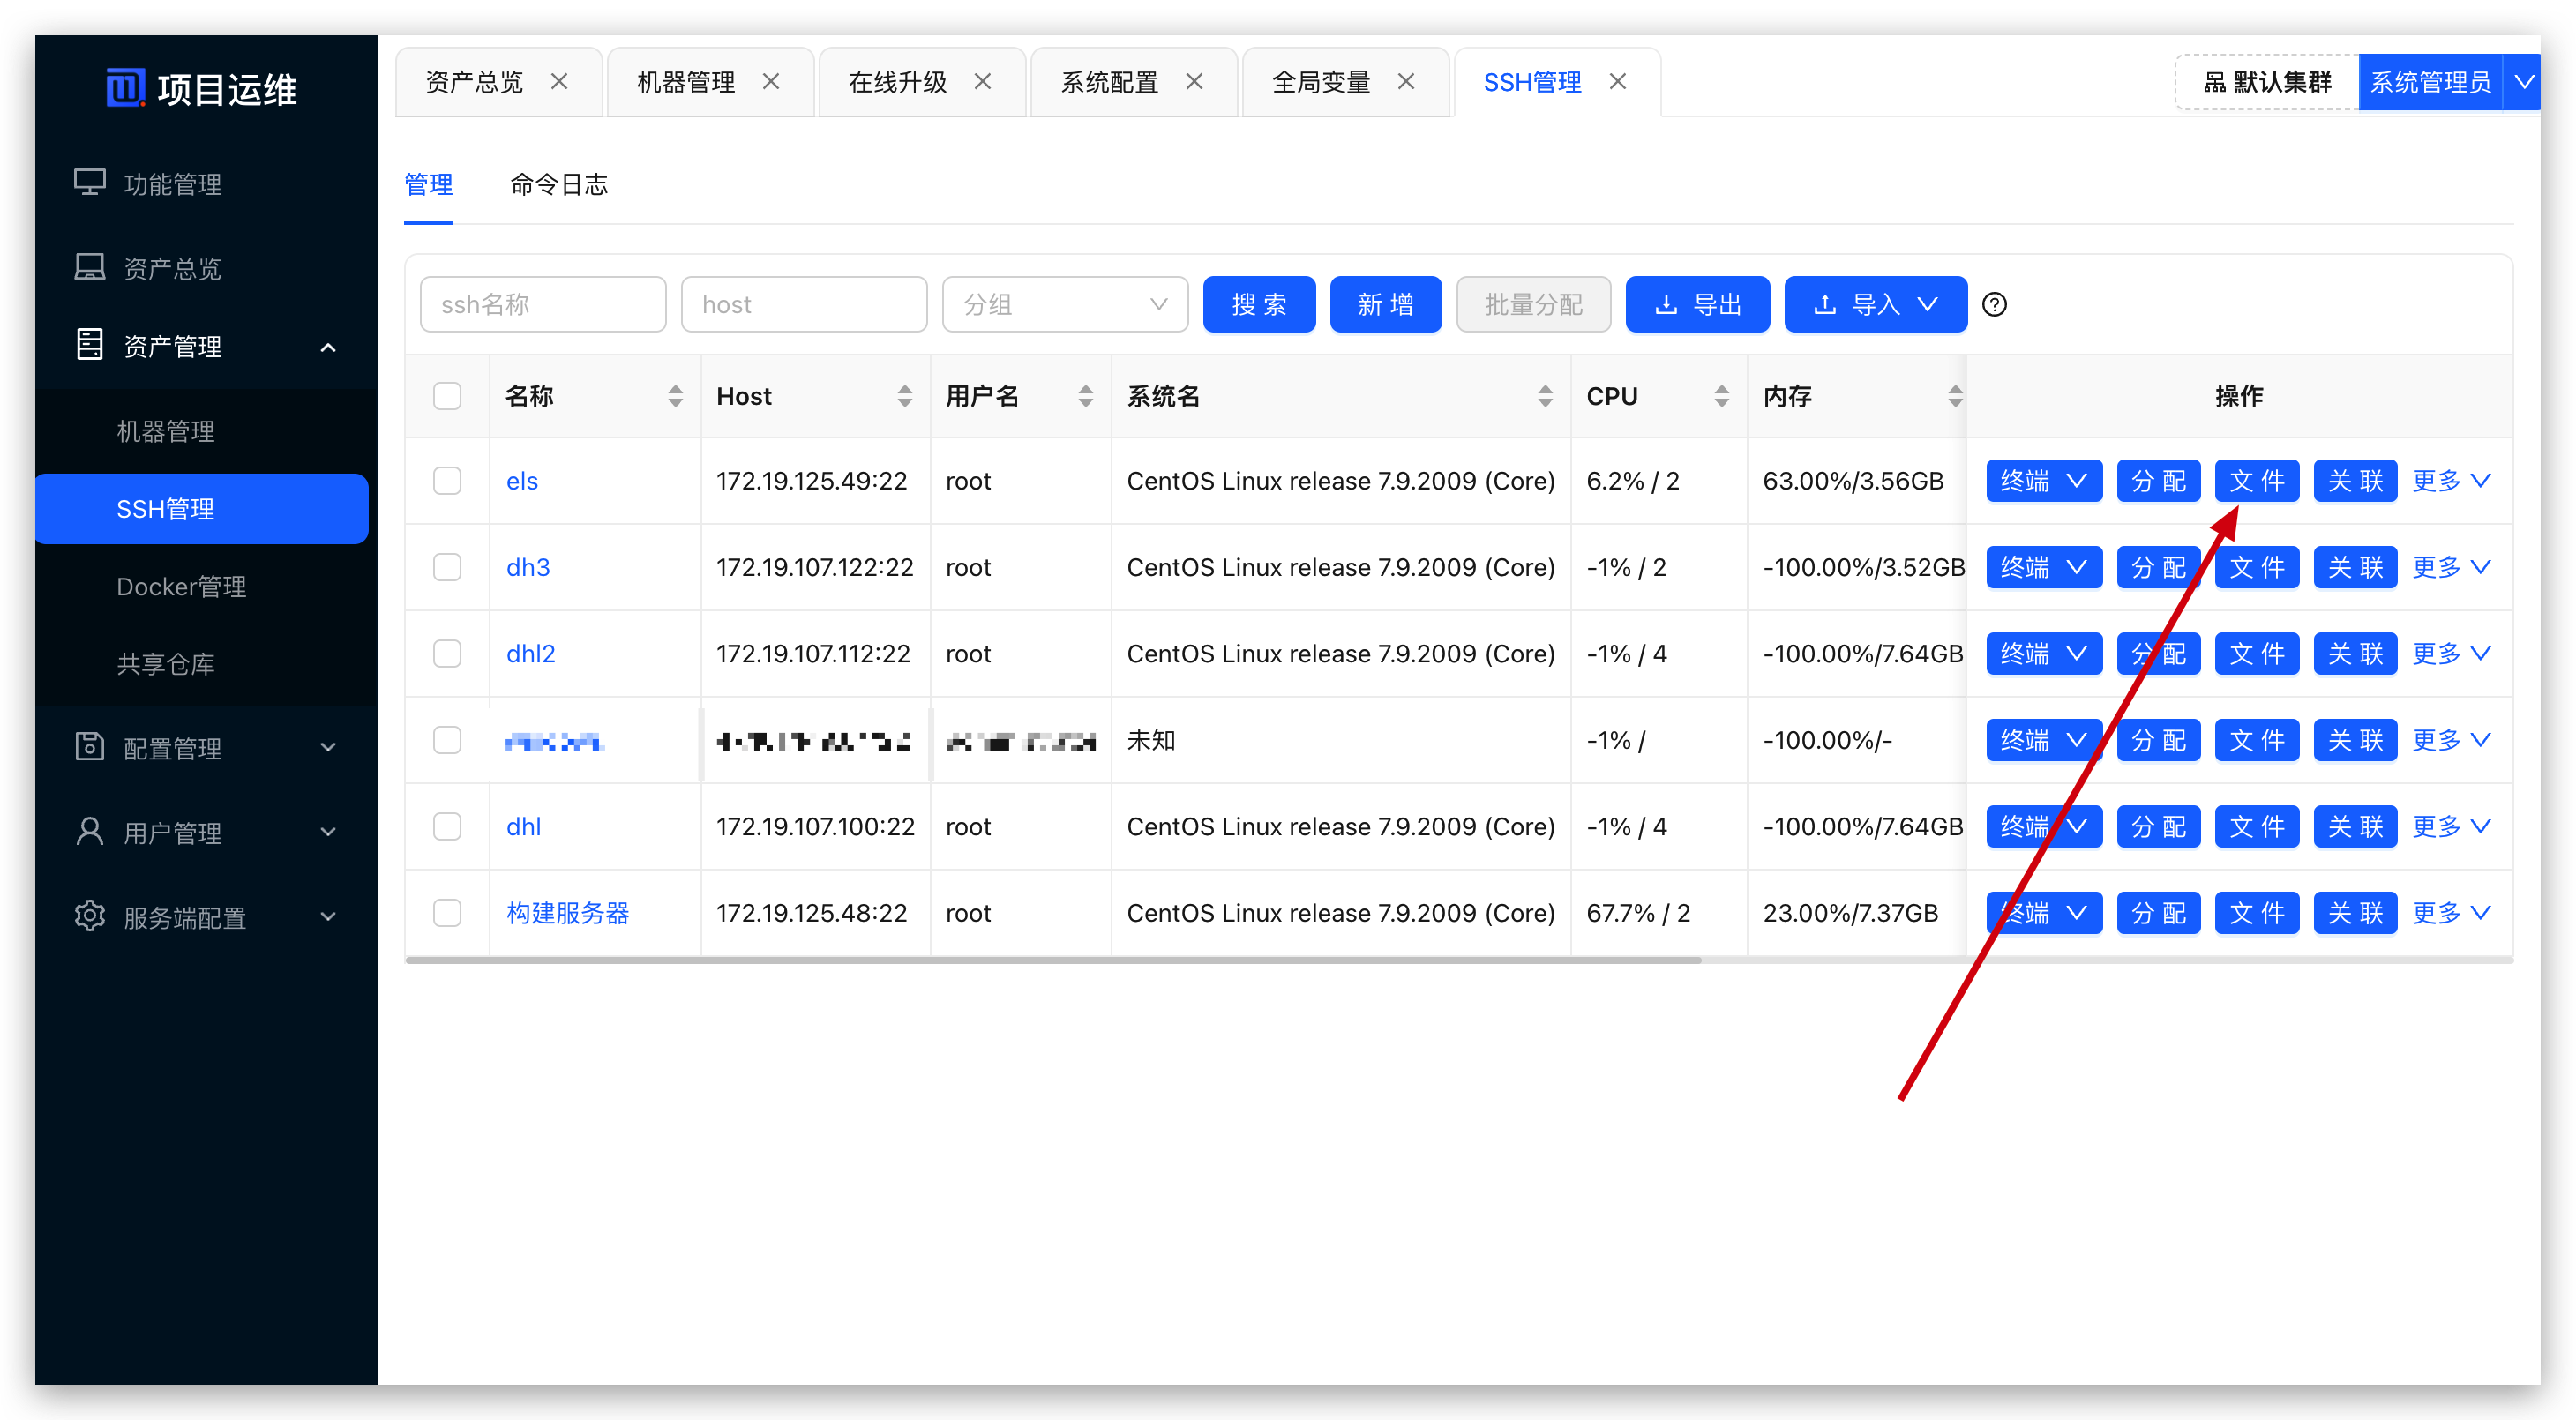 项目运维
资产总览 机器管理 在线升级 系统配置 全局变量 SSH管理 默认集群 系统管理员
功能管理
资产总览
资产管理
机器管理
SSH管理
Docker管理
共享仓库
配置管理
用户管理
服务端配置
管理 命令日志
ssh名称 host 分组 搜索 新增 批量分配 导出 导入
名称 Host 用户名 系统名 CPU 内存 操作
els 172.19.125.49:22 root CentOS Linux release 7.9.2009 (Core) 6.2% / 2 63.00%/3.56GB 终端 分配 文件 关联 更多
dh3 172.19.107.122:22 root CentOS Linux release 7.9.2009 (Core) -1% / 2 -100.00%/3.52GB 终端 分配 文件 关联 更多
dhl2 172.19.107.112:22 root CentOS Linux release 7.9.2009 (Core) -1% / 4 -100.00%/7.64GB 终端 分配 文件 关联 更多
未知 -1% / -100.00%/- 终端 分配 文件 关联 更多
dhl 172.19.107.100:22 root CentOS Linux release 7.9.2009 (Core) -1% / 4 -100.00%/7.64GB 终端 分配 文件 关联 更多
构建服务器 172.19.125.48:22 root CentOS Linux release 7.9.2009 (Core) 67.7% / 2 23.00%/7.37GB 终端 分配 文件 关联 更多